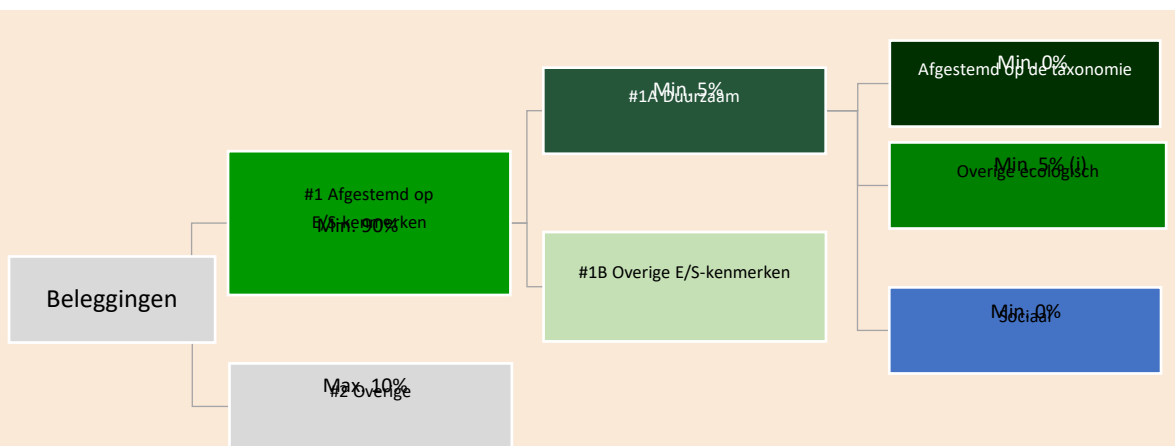 Beleggingen
#1 Afgestemd op
E/S-kenmerken
Min. 90%
Max. 10%
#2 Overige
Min. 5%
#1A Duurzaam
#1B Overige E/S-kenmerken
Min. 0%
Afgestemd op de taxonomie
Min. 5% (i)
Overige ecologisch
Min. 0%
Sociaal